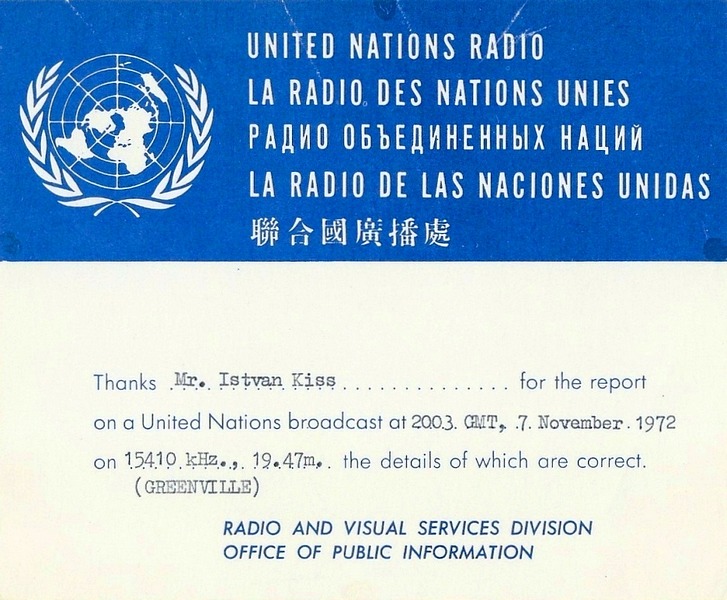 UNITED NATIONS RADIO
LA RADIO DES NATIONS UNIES
РАДИО ОБЪЕДИНЕННЫХ НАЦИЙ
LA RADIO DE LAS NACIONES UNIDAS
聯合國廣播處
Thanks Mr. Istvan Kiss .............. for the report
on a United Nations broadcast at 2003. GMT, .7. November. 1972
on 15410 kHz., 19.47m,. the details of which are correct.
(GREENVILLE)
RADIO AND VISUAL SERVICES DIVISION
OFFICE OF PUBLIC INFORMATION